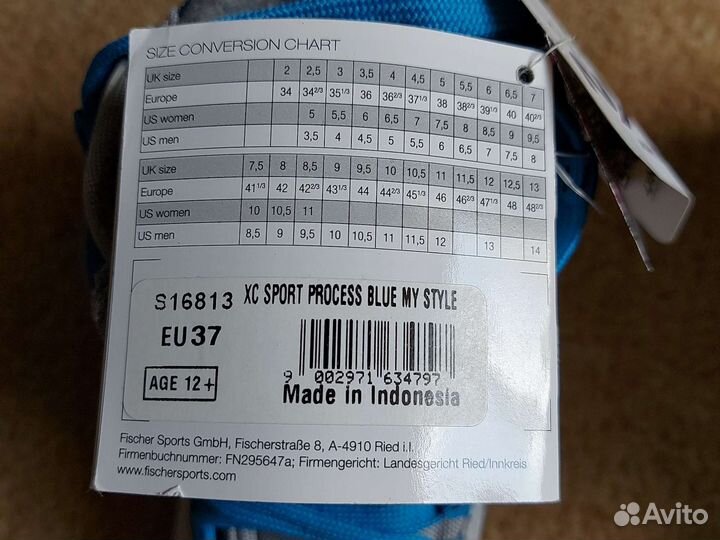 SIZE CONVERSION CHART
UK size 2 2,5 3 3,5 4 4,5 5 5,5 6 6,5 7
Europe 34 34 2/3 35 1/3 36 36 2/3 37 1/3 38 38 2/3 39 1/3 40 40 2/3
US women 5 5,5 6 6,5 7 7,5 8 8,5 9 9,5
US men 3,5 4 4,5 5 5,5 6 6,5 7 7,5 8
UK size 7,5 8 8,5 9 9,5 10 10,5 11 11,5 12 12,5 13
Europe 41 1/3 42 42 2/3 43 1/3 44 44 2/3 45 1/3 46 46 2/3 47 1/3 48 48 2/3
US women 10 10,5 11
US men 8,5 9 9,5 10 10,5 11 11,5 12 13 14
S16813 XC SPORT PROCESS BLUE MY STYLE
EU 37
AGE 12+
9 002971 634797
Made in Indonesia
Fischer Sports GmbH, Fischerstraße 8, A-4910 Ried i.I.
Firmenbuchnummer: FN295647a; Firmengericht: Landesgericht Ried/Innkreis
www.fischersports.com
Avito